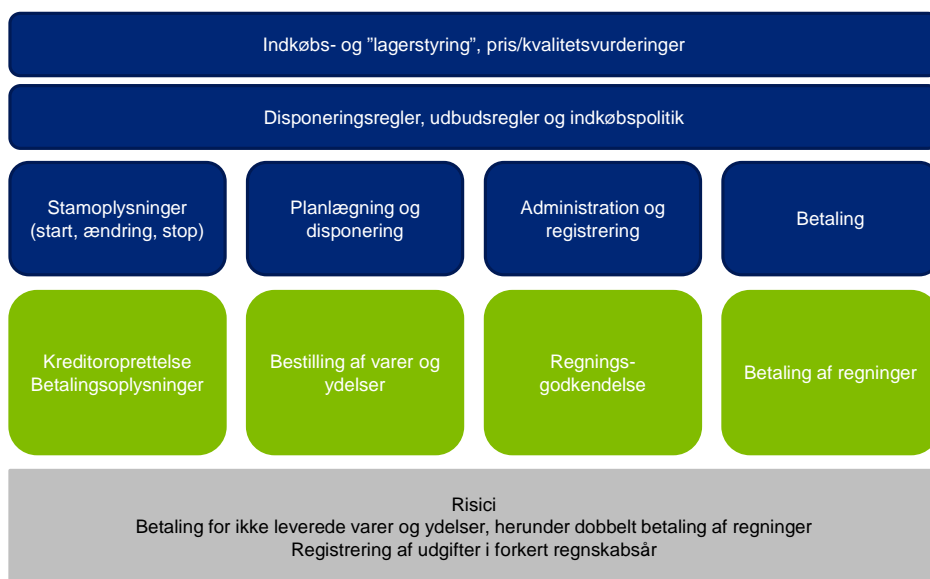 Indkøbs- og ”lagerstyring”, pris/kvalitetsvurderinger
Disponeringsregler, udbudsregler og indkøbspolitik
Stamoplysninger
(start, ændring, stop)
Planlægning og
disponering
Administration og
registrering
Betaling
Kreditoroprettelse
Betalingsoplysninger
Bestilling af varer og
ydelser
Regnings-
godkendelse
Betaling af regninger
Risici
Betaling for ikke leverede varer og ydelser, herunder dobbelt betaling af regninger
Registrering af udgifter i forkert regnskabsår